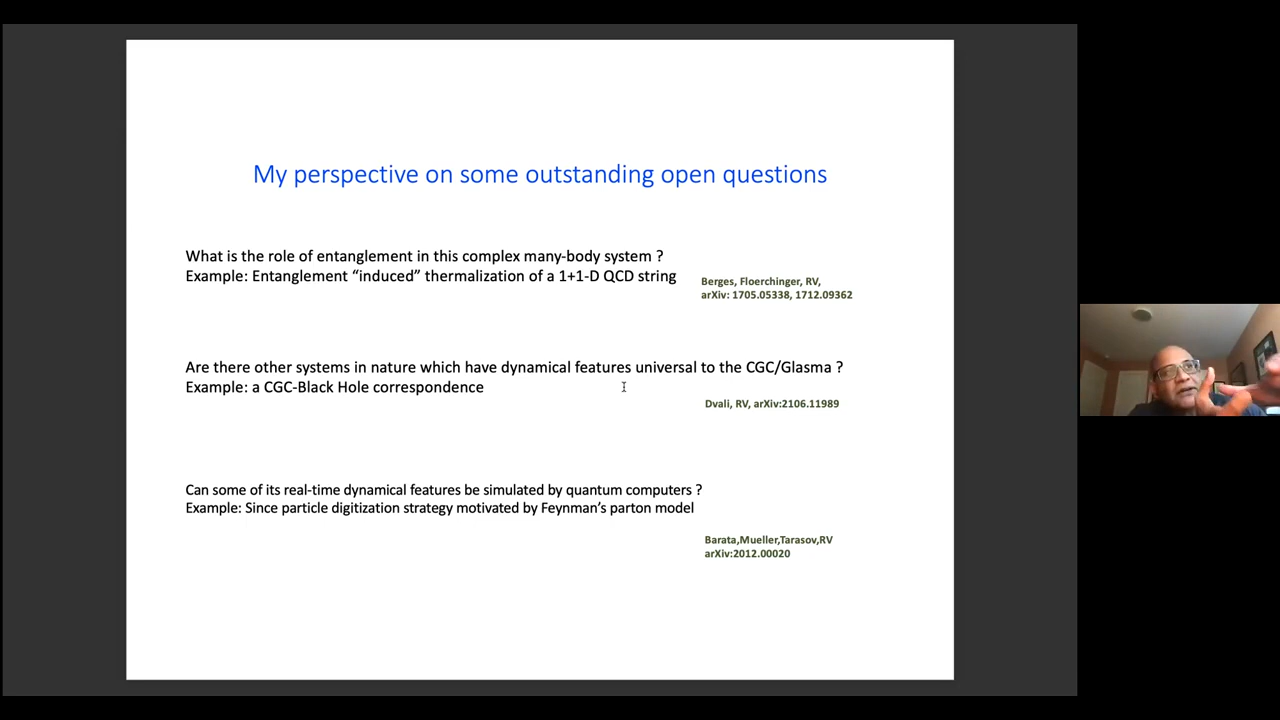 My perspective on some outstanding open questions
What is the role of entanglement in this complex many-body system ?
Example: Entanglement “induced” thermalization of a 1+1-D QCD string
Berges, Floerchinger, RV,
arXiv: 1705.05338, 1712.09362
Are there other systems in nature which have dynamical features universal to the CGC/Glasma ?
Example: a CGC-Black Hole correspondence
Dvali, RV, arXiv:2106.11989
Can some of its real-time dynamical features be simulated by quantum computers ?
Example: Since particle digitization strategy motivated by Feynman’s parton model
Barata,Mueller,Tarasov,RV
arXiv:2012.00020